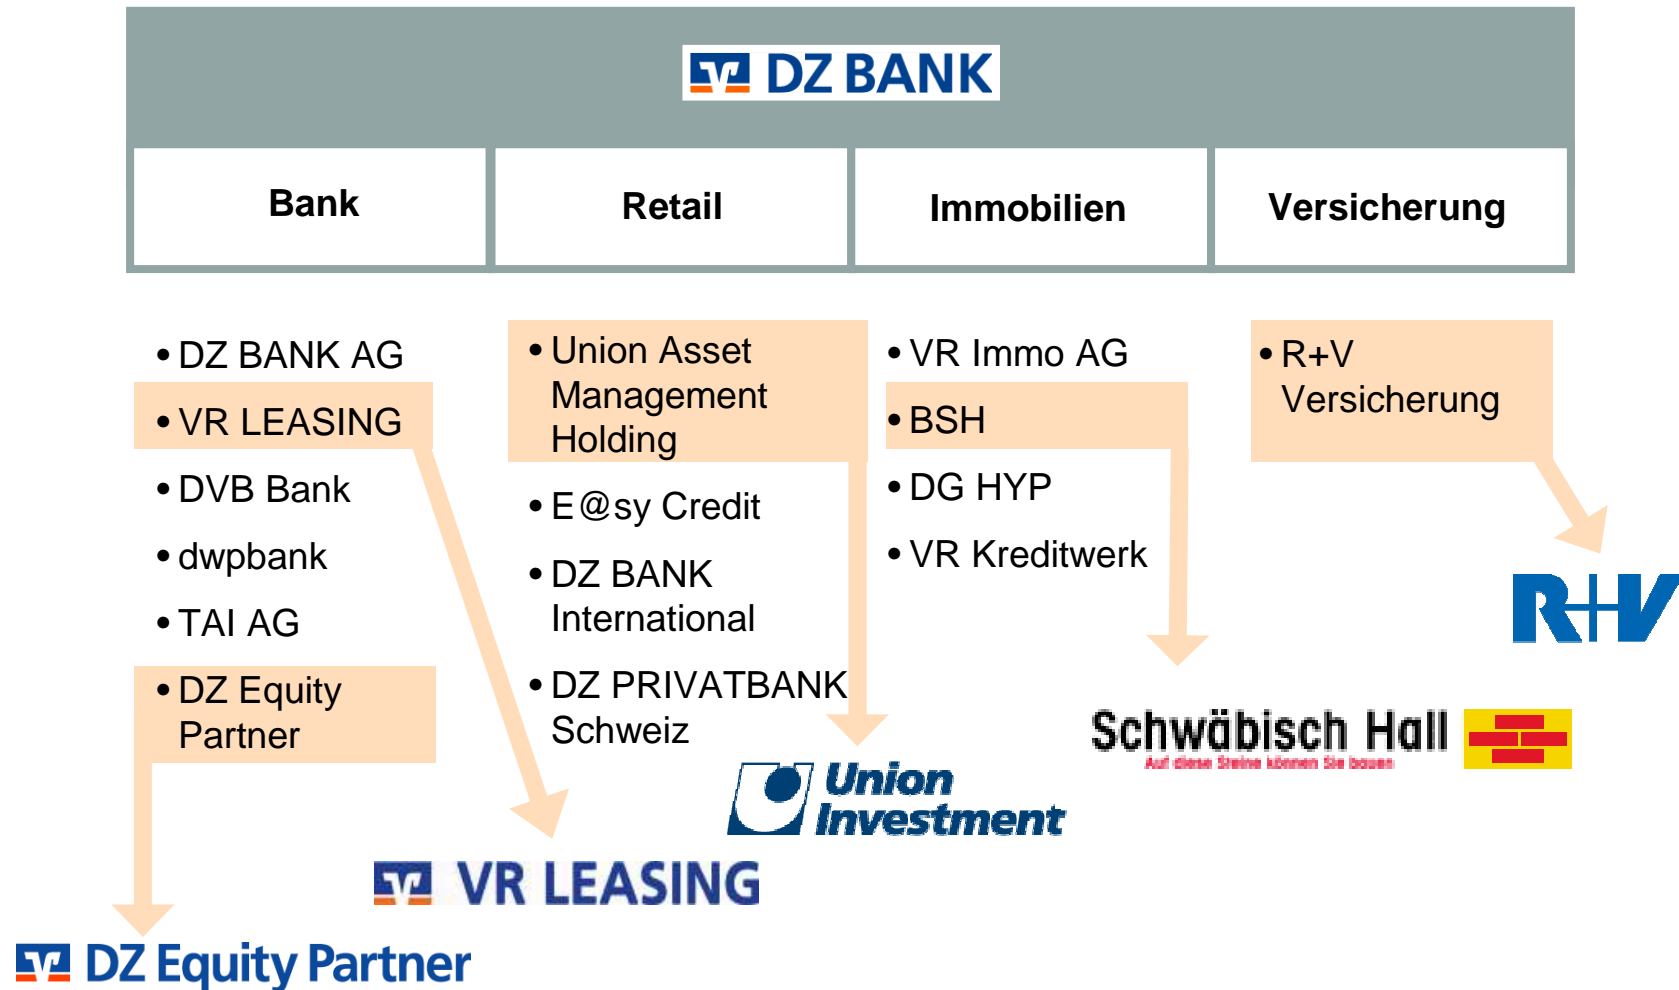 DZ BANK
Bank
Retail
Immobilien
Versicherung
• DZ BANK AG
• VR LEASING
• DVB Bank
• dwpbank
• TAI AG
• DZ Equity
Partner
• Union Asset
Management
Holding
• E@sy Credit
• DZ BANK
International
• DZ PRIVATBANK
Schweiz
• VR Immo AG
• BSH
• DG HYP
• VR Kreditwerk
• R+V
Versicherung
R+V
Schwäbisch Hall
Auf diese Steine können Sie bauen
Union
Investment
VR LEASING
DZ Equity Partner